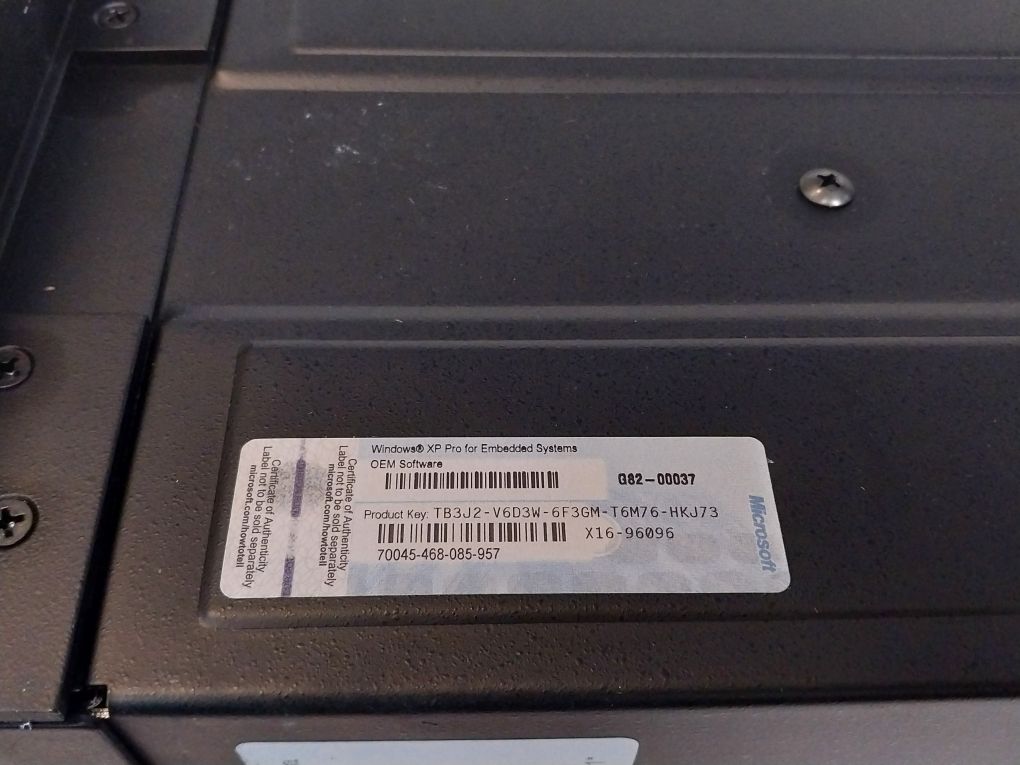 Windows® XP Pro for Embedded Systems
OEM Software
G82-00037
Product Key: TB3J2-V6D3W-6F3GM-T6M76-HKJ73
X16-96096
70045-468-085-957
Certificate of Authenticity
Label not to be sold separately
microsoft.com/howtotell
Certificate of Authenticity
Label not to be sold separately
microsoft.com/howtotell
Microsoft